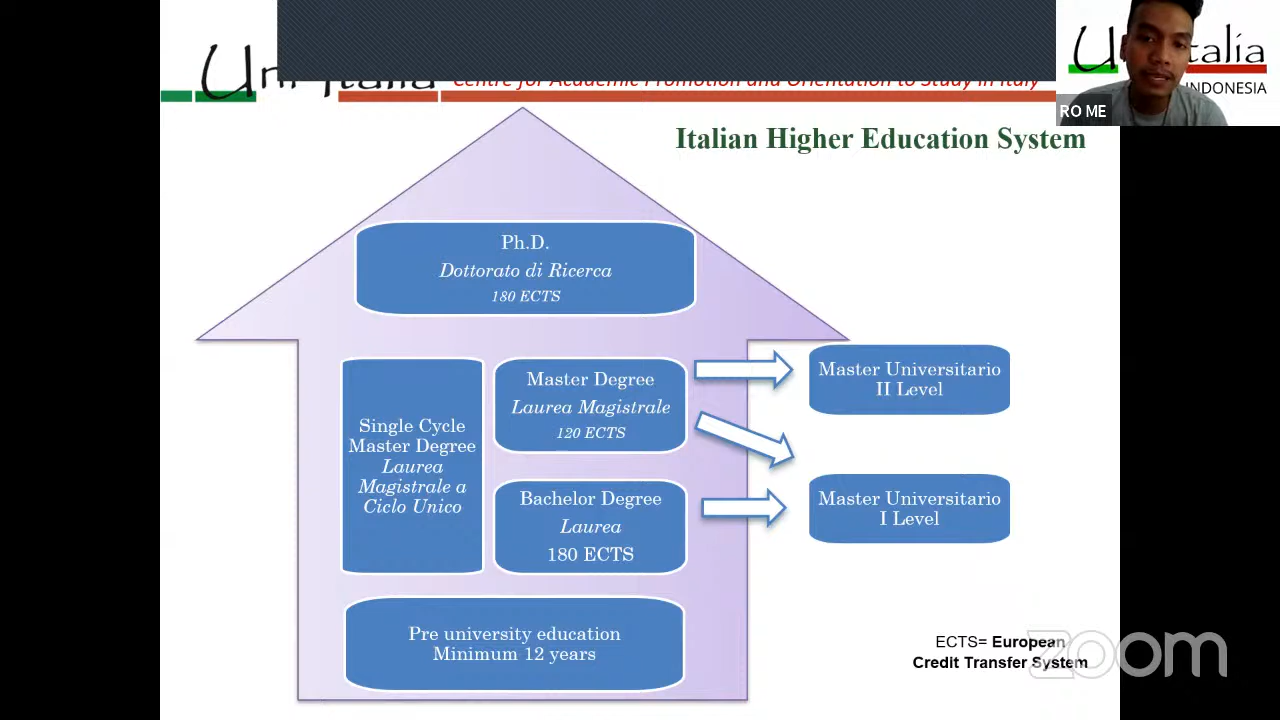 Uni-Italia
Centre for Academic Promotion and Orientation to Study in Italy
INDONESIA
RO ME
Italian Higher Education System
Ph.D.
Dottorato di Ricerca
180 ECTS
Single Cycle
Master Degree
Laurea
Magistrale a
Ciclo Unico
Master Degree
Laurea Magistrale
120 ECTS
Bachelor Degree
Laurea
180 ECTS
Master Universitario
II Level
Master Universitario
I Level
Pre university education
Minimum 12 years
ECTS= European
Credit Transfer System
zoom